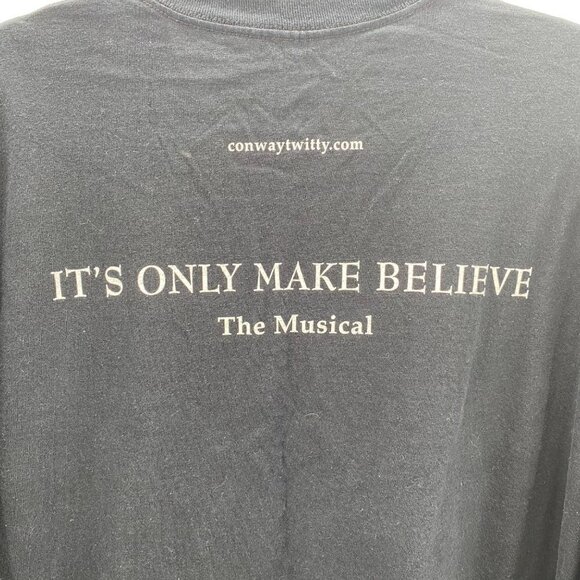 conwaytwitty.com
IT'S ONLY MAKE BELIEVE
The Musical